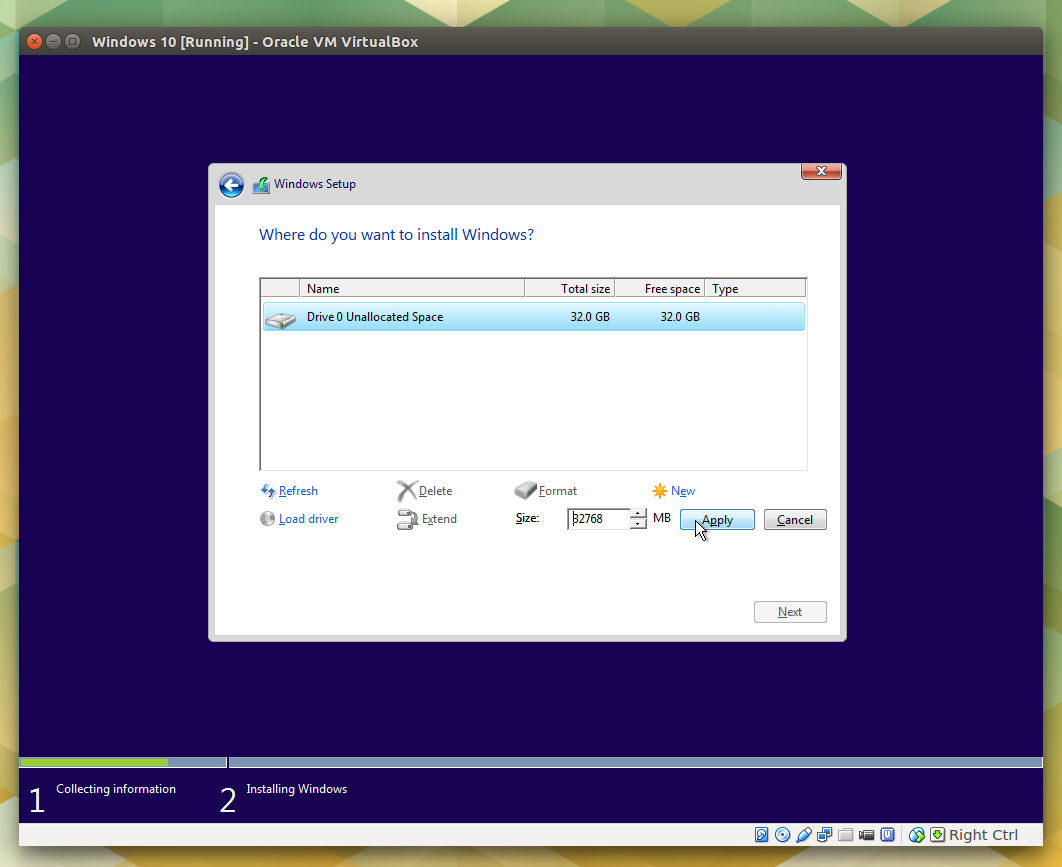 Windows 10 [Running] - Oracle VM VirtualBox
Windows Setup
Where do you want to install Windows?
Name Total size Free space Type
Drive 0 Unallocated Space 32.0 GB 32.0 GB
Refresh Delete Format New
Load driver Extend Size: 32768 MB Apply Cancel
Next
1 Collecting information 2 Installing Windows
Right Ctrl